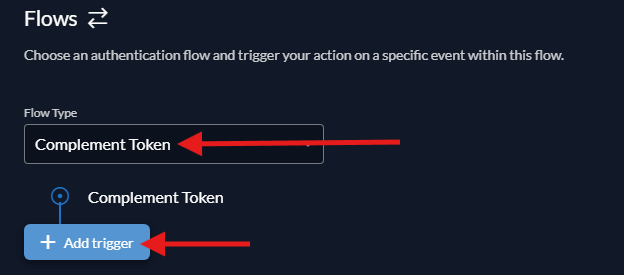 Flows
Choose an authentication flow and trigger your action on a specific event within this flow.
Flow Type
Complement Token
Complement Token
Add trigger